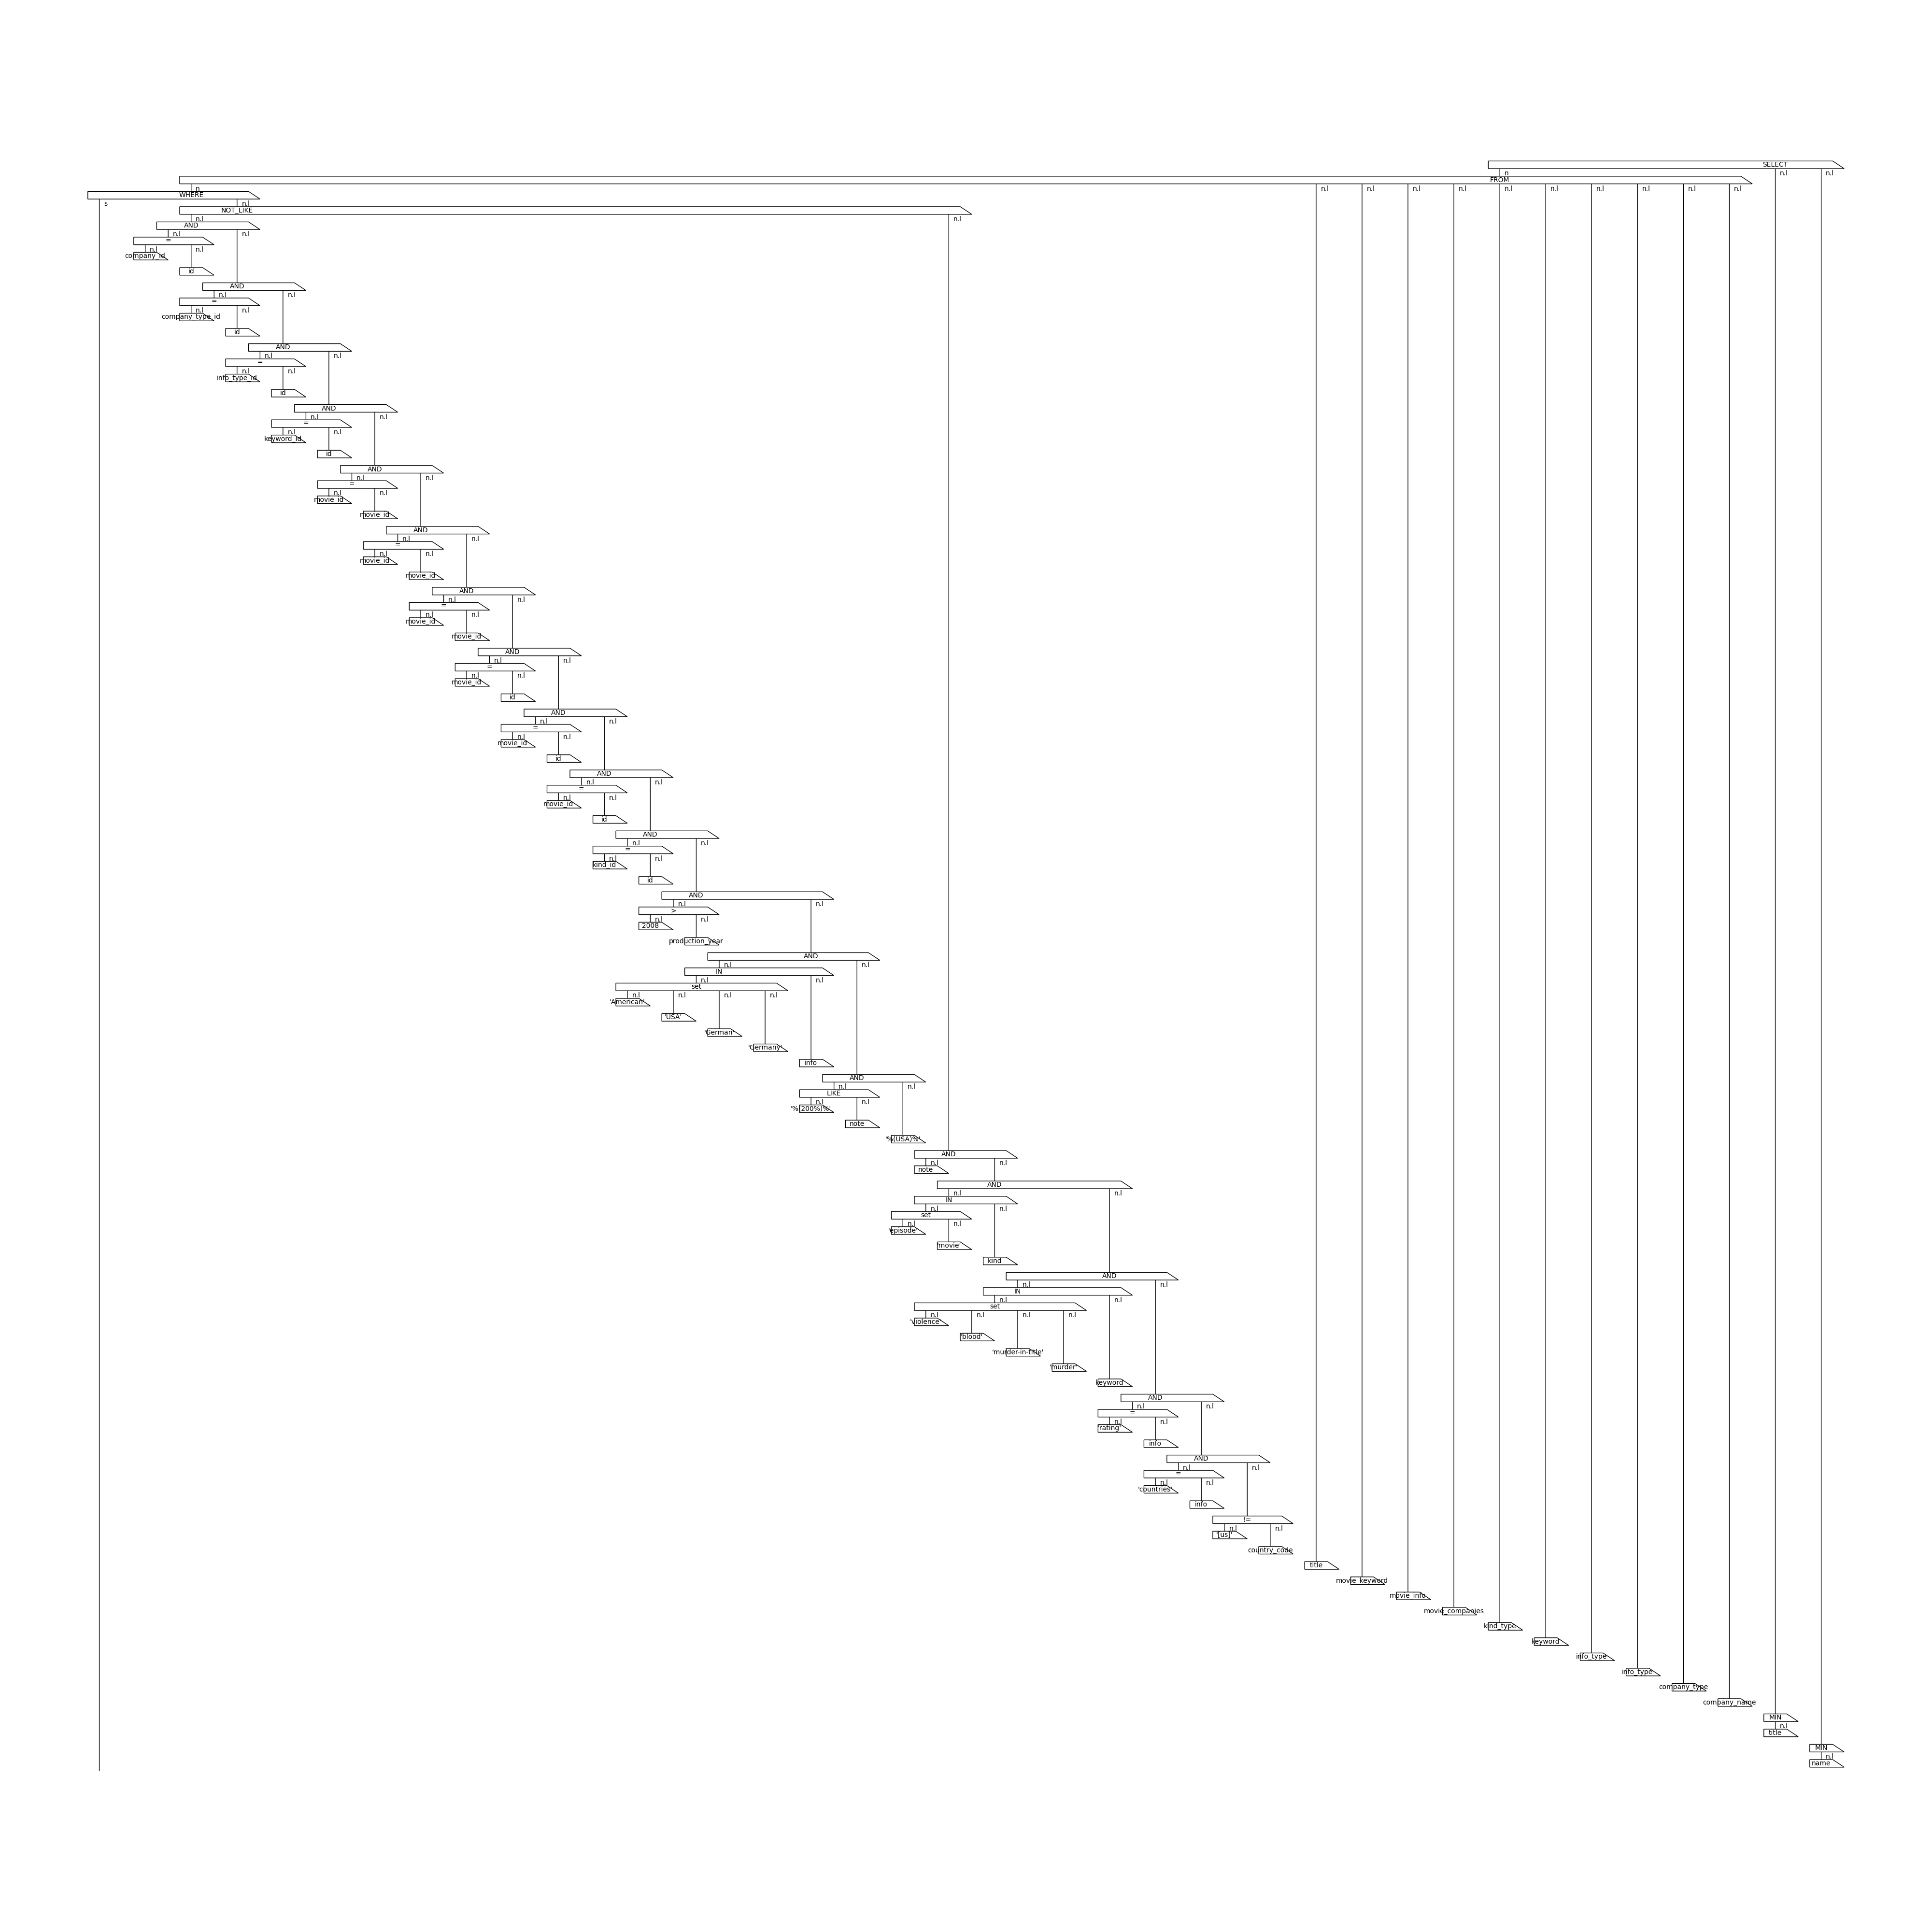 SELECT
n n.l n.l
FROM
n n.l n.l n.l n.l n.l n.l n.l n.l n.l n.l
WHERE
s n.l
NOT_LIKE
n.l n.l
AND
n.l n.l
=
n.l n.l
company_id
id
AND
n.l n.l
=
n.l n.l
company_type_id
id
AND
n.l n.l
=
n.l n.l
info_type_id
id
AND
n.l n.l
=
n.l n.l
keyword_id
id
AND
n.l n.l
=
n.l n.l
movie_id
movie_id
AND
n.l n.l
=
n.l n.l
movie_id
movie_id
AND
n.l n.l
=
n.l n.l
movie_id
movie_id
AND
n.l n.l
=
n.l n.l
movie_id
id
AND
n.l n.l
=
n.l n.l
movie_id
id
AND
n.l n.l
=
n.l n.l
movie_id
id
AND
n.l n.l
=
n.l n.l
kind_id
id
AND
n.l n.l
>
n.l n.l
2008
production_year
AND
n.l n.l
IN
n.l n.l
set
n.l n.l n.l n.l
'American'
'USA'
'German'
'Germany'
info
AND
n.l n.l
LIKE
n.l n.l
'%(200%)%'
note
'%(USA)%'
AND
n.l n.l
note
AND
n.l n.l
IN
n.l n.l
set
n.l n.l
'episode'
'movie'
kind
AND
n.l n.l
IN
n.l n.l
set
n.l n.l n.l n.l
'violence'
'blood'
'murder-in-title'
'murder'
keyword
AND
n.l n.l
=
n.l n.l
'rating'
info
AND
n.l n.l
=
n.l n.l
'countries'
info
!=
n.l n.l
'[us]'
country_code
title
movie_keyword
movie_info
movie_companies
kind_type
keyword
info_type
info_type
company_type
company_name
MIN
n.l
title
MIN
n.l
name